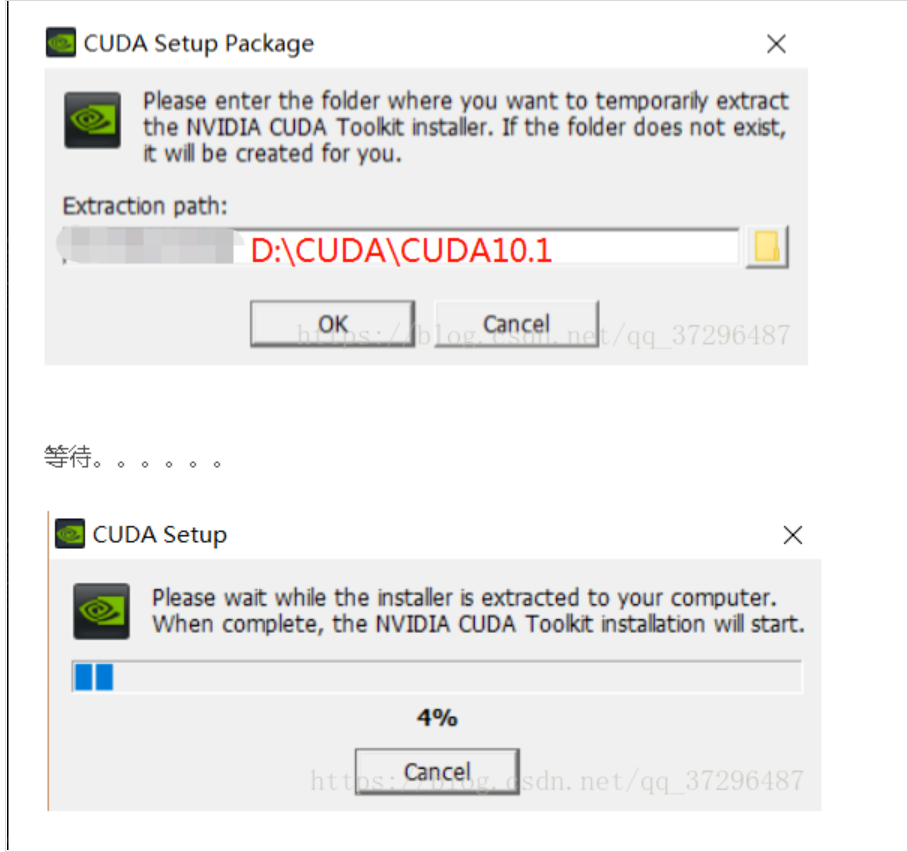 CUDA Setup Package
Please enter the folder where you want to temporarily extract
the NVIDIA CUDA Toolkit installer. If the folder does not exist,
it will be created for you.
Extraction path:
D:\CUDA\CUDA10.1
OK Cancel
https://blog.csdn.net/qq_37296487
等待。。。。。。
CUDA Setup
Please wait while the installer is extracted to your computer.
When complete, the NVIDIA CUDA Toolkit installation will start.
4%
Cancel
https://blog.csdn.net/qq_37296487